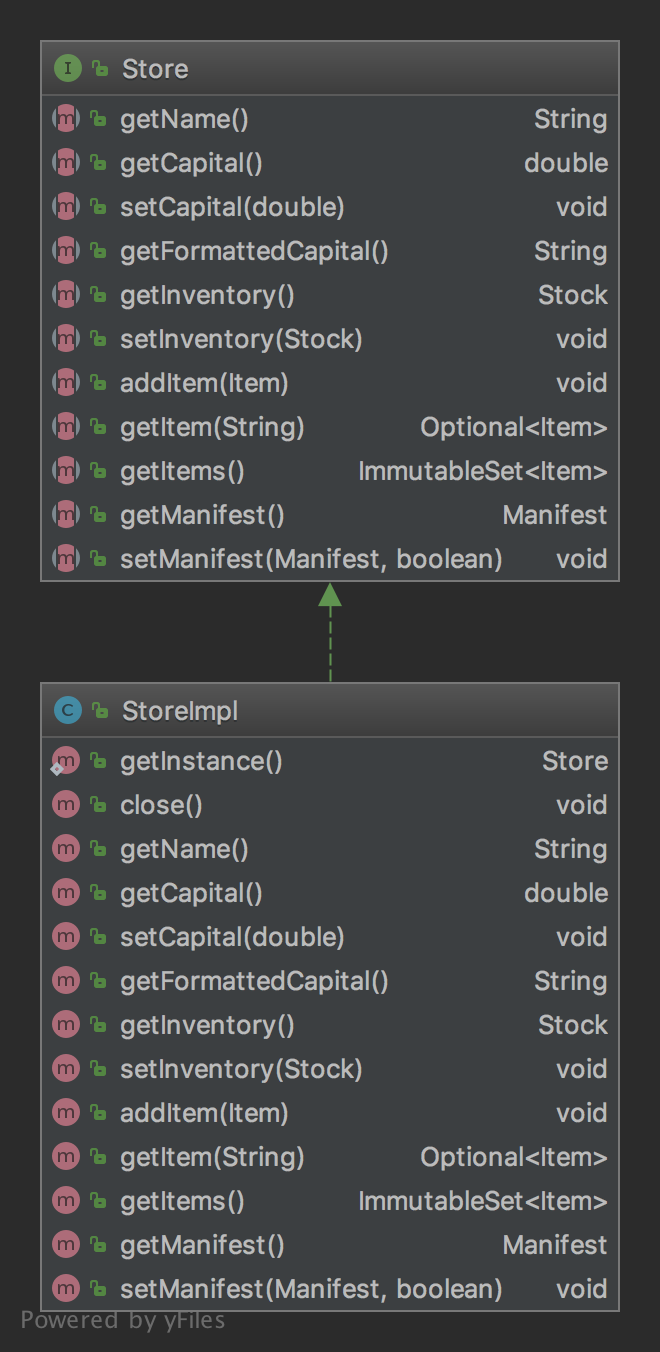 Store
getName() String
getCapital() double
setCapital(double) void
getFormattedCapital() String
getInventory() Stock
setInventory(Stock) void
addItem(Item) void
getItem(String) Optional<Item>
getItems() ImmutableSet<Item>
getManifest() Manifest
setManifest(Manifest, boolean) void
StoreImpl
getInstance() Store
close() void
getName() String
getCapital() double
setCapital(double) void
getFormattedCapital() String
getInventory() Stock
setInventory(Stock) void
addItem(Item) void
getItem(String) Optional<Item>
getItems() ImmutableSet<Item>
getManifest() Manifest
setManifest(Manifest, boolean) void
Powered by yFiles